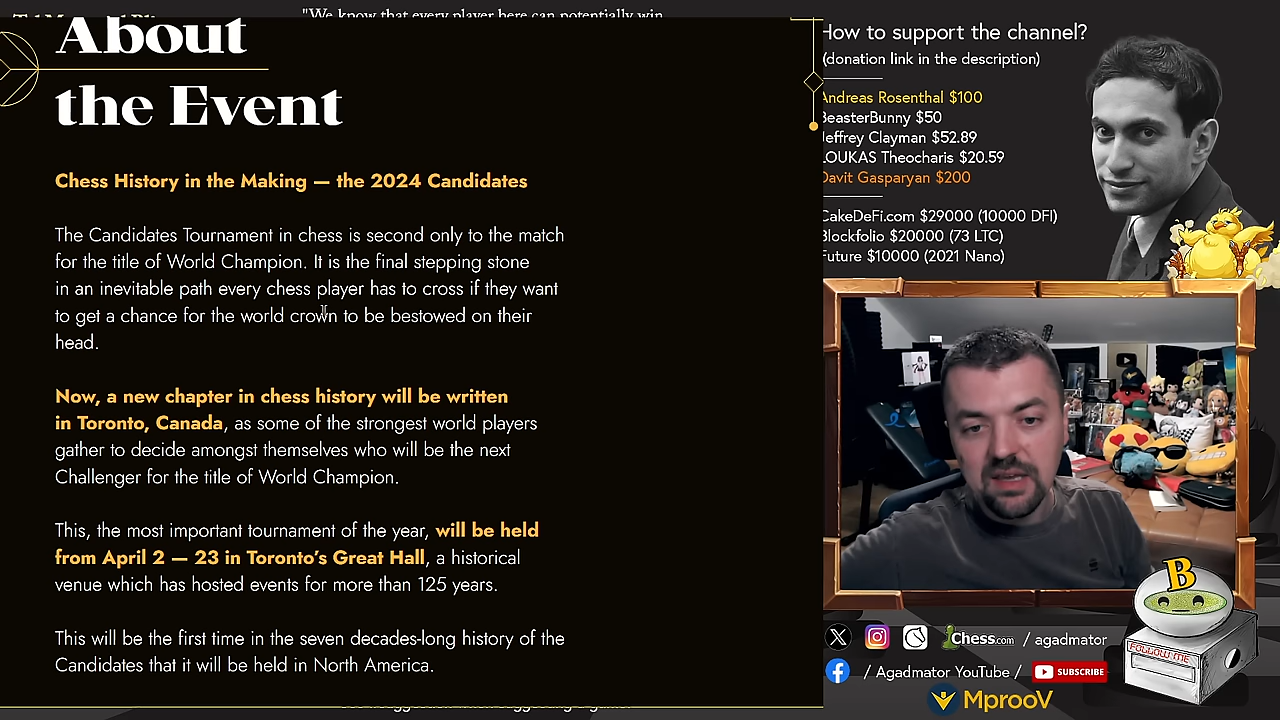 "We know that every player here can potentially win
About
the Event
Chess History in the Making — the 2024 Candidates
The Candidates Tournament in chess is second only to the match
for the title of World Champion. It is the final stepping stone
in an inevitable path every chess player has to cross if they want
to get a chance for the world crown to be bestowed on their
head.
Now, a new chapter in chess history will be written
in Toronto, Canada, as some of the strongest world players
gather to decide amongst themselves who will be the next
Challenger for the title of World Champion.
This, the most important tournament of the year, will be held
from April 2 — 23 in Toronto's Great Hall, a historical
venue which has hosted events for more than 125 years.
This will be the first time in the seven decades-long history of the
Candidates that it will be held in North America.
How to support the channel?
(donation link in the description)
Andreas Rosenthal $100
BeasterBunny $50
Jeffrey Clayman $52.89
LOUKAS Theocharis $20.59
Davit Gasparyan $200
CakeDeFi.com $29000 (10000 DFI)
Blockfolio $20000 (73 LTC)
Future $10000 (2021 Nano)
B
FOLLOW ME
Chess.com / agadmator
/ Agadmator YouTube / SUBSCRIBE
MprooV